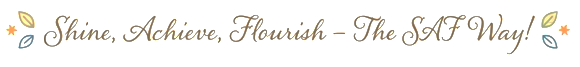 Shine, Achieve, Flourish – The SAF Way!